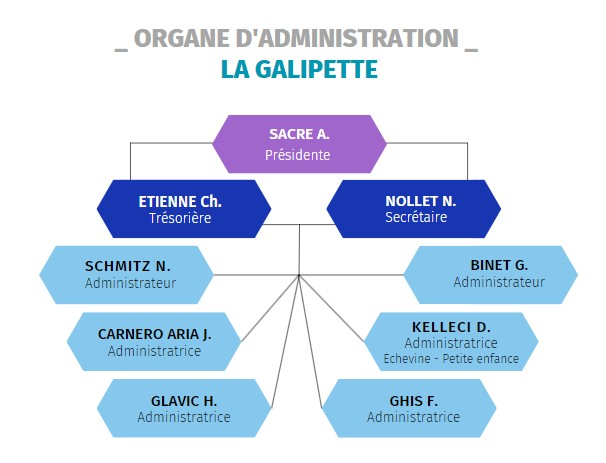 _ ORGANE D'ADMINISTRATION _
LA GALIPETTE
SACRE A.
Présidente
ETIENNE Ch.
Trésorière
NOLLET N.
Secrétaire
SCHMITZ N.
Administrateur
BINET G.
Administrateur
CARNERO ARIA J.
Administratrice
KELLECI D.
Administratrice
Echevine - Petite enfance
GLAVIC H.
Administratrice
GHIS F.
Administratrice